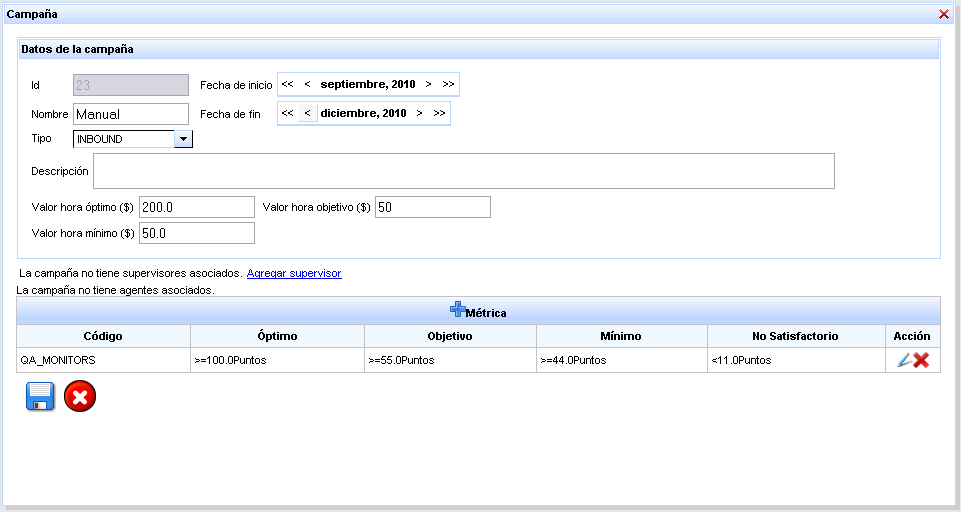 Campaña
Datos de la campaña
Id 23 Fecha de inicio << < septiembre, 2010 > >>
Nombre Manual Fecha de fin << < diciembre, 2010 > >>
Tipo INBOUND
Descripción
Valor hora óptimo ($) 200.0 Valor hora objetivo ($) 50
Valor hora mínimo ($) 50.0
La campaña no tiene supervisores asociados. Agregar supervisor
La campaña no tiene agentes asociados.
Métrica
Código Óptimo Objetivo Mínimo No Satisfactorio Acción
QA_MONITORS >=100.0Puntos >=55.0Puntos >=44.0Puntos <11.0Puntos